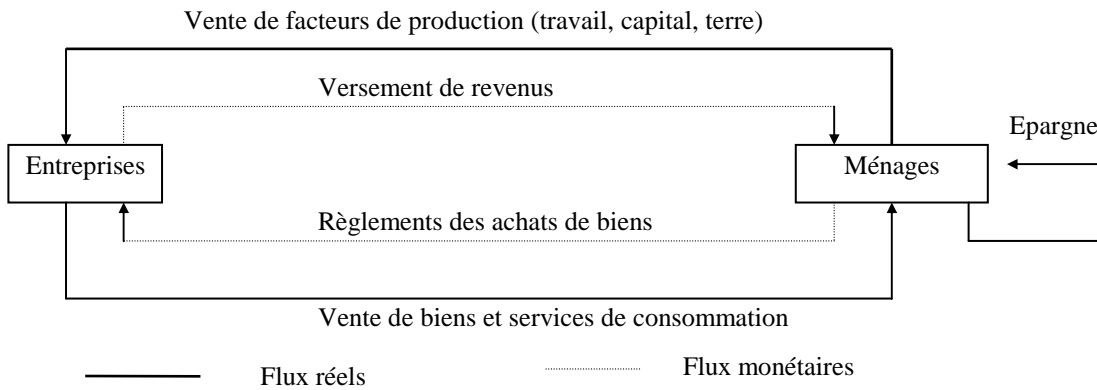 Vente de facteurs de production (travail, capital, terre)
Versement de revenus
Epargne
Entreprises
Ménages
Règlements des achats de biens
Vente de biens et services de consommation
Flux réels
Flux monétaires